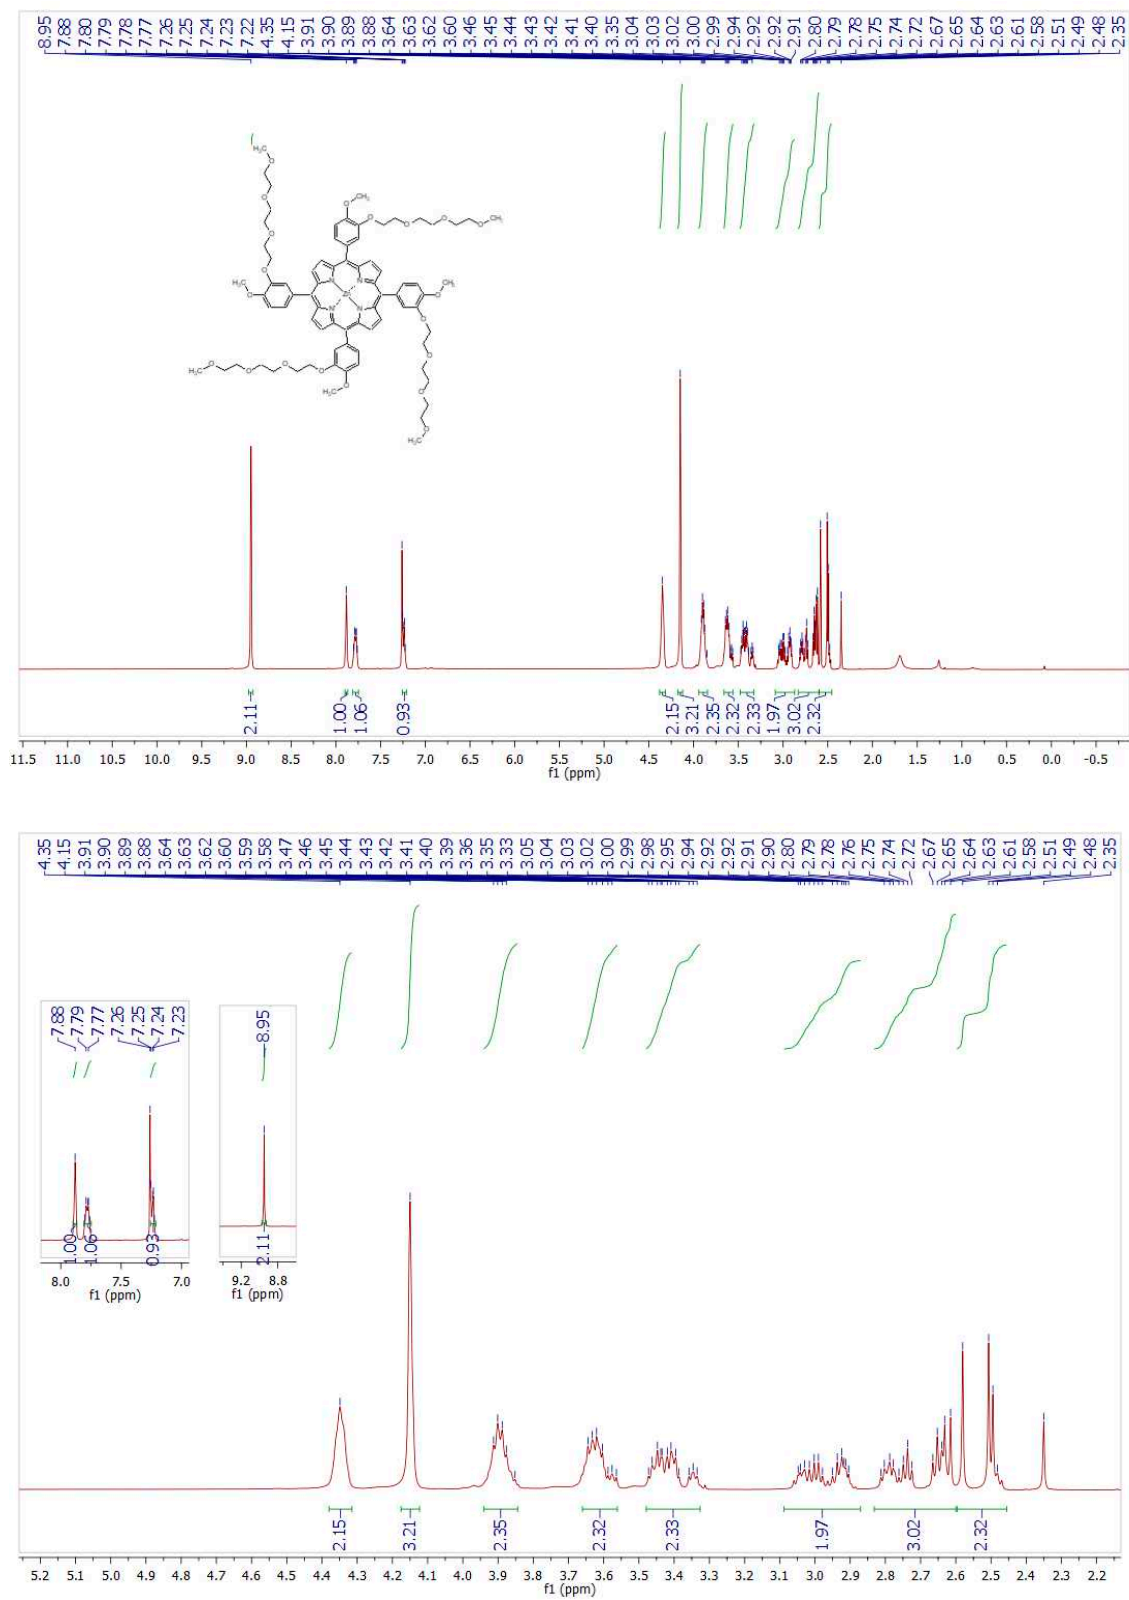 8.95 7.88 7.80 7.79 7.78 7.77 7.26 7.25 7.24 7.23 7.22 4.35 4.15 3.91 3.90 3.89 3.88 3.64 3.63 3.62 3.60 3.46 3.45 3.44 3.43 3.42 3.41 3.40 3.35 3.04 3.03 3.02 3.00 2.99 2.94 2.92 2.92 2.91 2.80 2.79 2.78 2.75 2.74 2.72 2.67 2.65 2.64 2.63 2.61 2.58 2.51 2.49 2.48 2.35
H₃C O
O CH₃
O O O O CH₃
O
O
N N
H₃C O
O CH₃
N N
O
O
H₃C O O O O
O CH₃
O
O
H₃C
2.11 1.00 1.06 0.93 2.15 3.21 2.35 2.32 2.33 1.97 3.02 2.32
11.5 11.0 10.5 10.0 9.5 9.0 8.5 8.0 7.5 7.0 6.5 6.0 5.5 5.0 4.5 4.0 3.5 3.0 2.5 2.0 1.5 1.0 0.5 0.0 -0.5
f1 (ppm)
4.35 4.15 3.91 3.90 3.89 3.88 3.64 3.63 3.62 3.60 3.59 3.58 3.47 3.46 3.45 3.44 3.43 3.42 3.41 3.40 3.39 3.36 3.35 3.33 3.05 3.04 3.03 3.02 3.00 2.99 2.98 2.95 2.94 2.92 2.92 2.91 2.90 2.80 2.79 2.78 2.76 2.75 2.74 2.72 2.67 2.65 2.64 2.63 2.61 2.58 2.51 2.49 2.48 2.35
7.88 7.79 7.77 7.26 7.25 7.24 7.23
1.00 1.06 0.93
8.0 7.5 7.0
f1 (ppm)
8.95
2.11
9.2 8.8
f1 (ppm)
2.15 3.21 2.35 2.32 2.33 1.97 3.02 2.32
5.2 5.1 5.0 4.9 4.8 4.7 4.6 4.5 4.4 4.3 4.2 4.1 4.0 3.9 3.8 3.7 3.6 3.5 3.4 3.3 3.2 3.1 3.0 2.9 2.8 2.7 2.6 2.5 2.4 2.3 2.2
f1 (ppm)